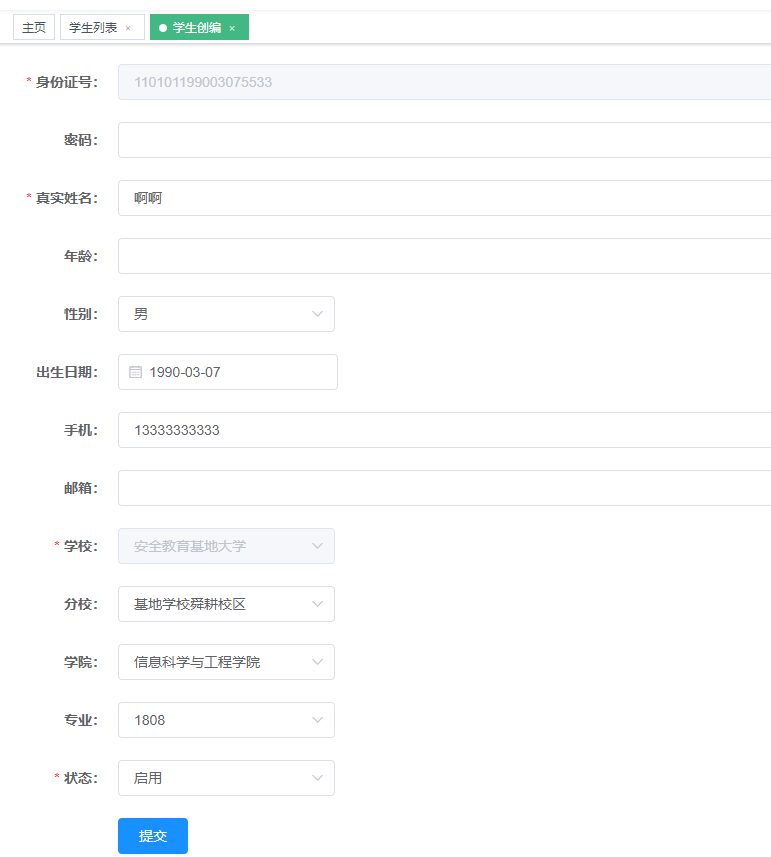 主页 学生列表 × 学生创编 ×
* 身份证号: 110101199003075533
密码:
* 真实姓名: 啊啊
年龄:
性别: 男
出生日期: 1990-03-07
手机: 13333333333
邮箱:
* 学校: 安全教育基地大学
分校: 基地学校舜耕校区
学院: 信息科学与工程学院
专业: 1808
* 状态: 启用
提交